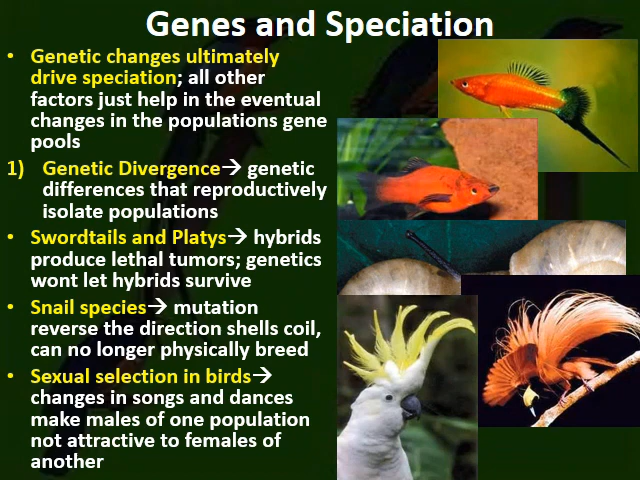 Genes and Speciation
• Genetic changes ultimately
drive speciation; all other
factors just help in the eventual
changes in the populations gene
pools
1) Genetic Divergence→ genetic
differences that reproductively
isolate populations
• Swordtails and Platys→ hybrids
produce lethal tumors; genetics
wont let hybrids survive
• Snail species→ mutation
reverse the direction shells coil,
can no longer physically breed
• Sexual selection in birds→
changes in songs and dances
make males of one population
not attractive to females of
another